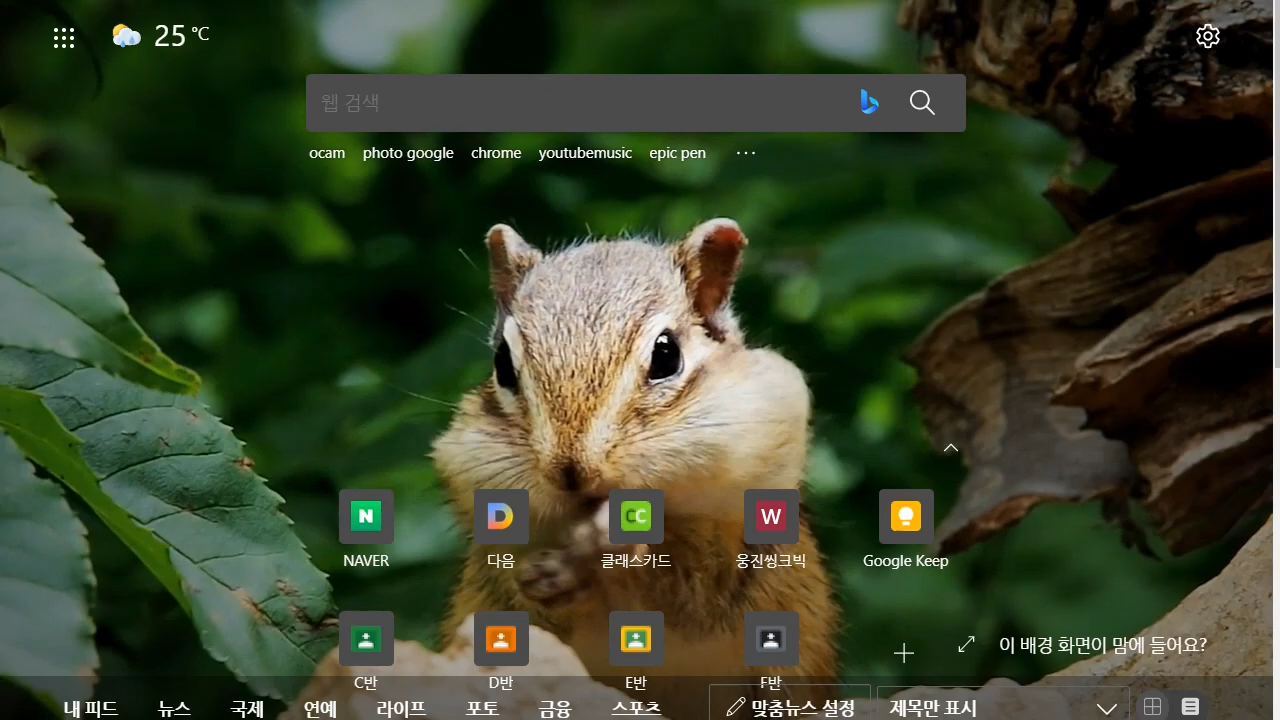 25 ℃
웹 검색
ocam photo google chrome youtubemusic epic pen ...
N D CC W
NAVER 다음 클래스카드 웅진씽크빅 Google Keep
이 배경 화면이 맘에 들어요?
C반 D반 E반 F반
내 피드 뉴스 국제 연예 라이프 포토 금융 스포츠 맞춤뉴스 설정 제목만 표시